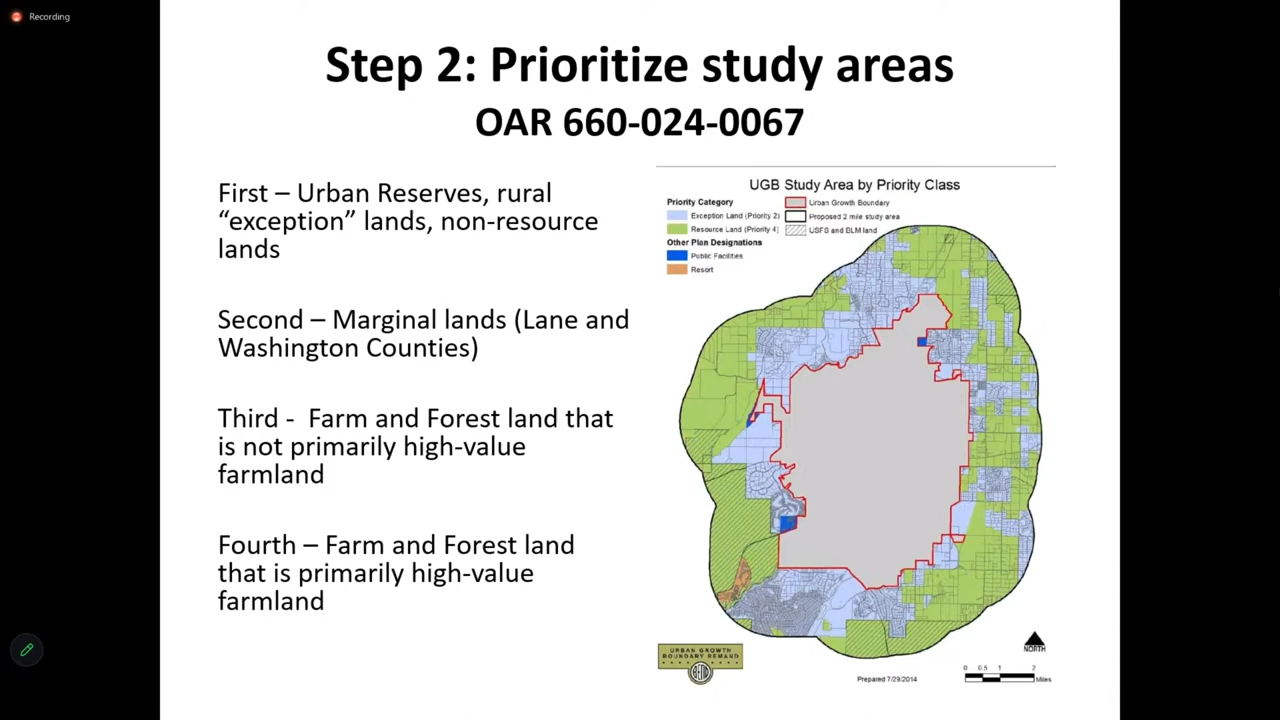 Recording
Step 2: Prioritize study areas
OAR 660-024-0067
First – Urban Reserves, rural
“exception” lands, non-resource
lands
Second – Marginal lands (Lane and
Washington Counties)
Third - Farm and Forest land that
is not primarily high-value
farmland
Fourth – Farm and Forest land
that is primarily high-value
farmland
UGB Study Area by Priority Class
Priority Category
Exception Land (Priority 2)
Resource Land (Priority 4)
Other Plan Designations
Public Facilities
Resort
Urban Growth Boundary
Proposed 2 mile study area
USFS and BLM land
URBAN GROWTH
BOUNDARY REMAND
BEND
Prepared 7/29/2014
NORTH
0 0.5 1 2
Miles